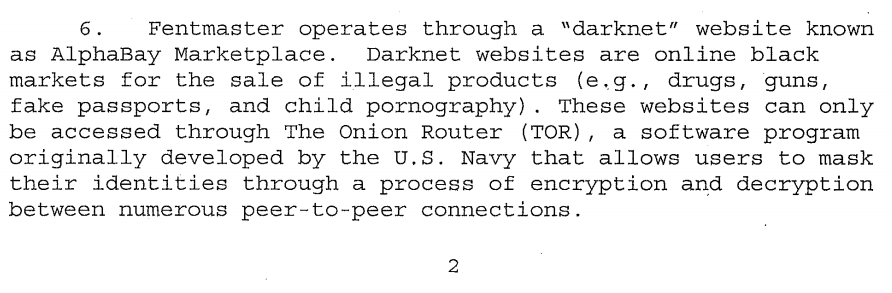 6. Fentmaster operates through a "darknet" website known
as AlphaBay Marketplace. Darknet websites are online black
markets for the sale of illegal products (e.g., drugs, guns,
fake passports, and child pornography). These websites can only
be accessed through The Onion Router (TOR), a software program
originally developed by the U.S. Navy that allows users to mask
their identities through a process of encryption and decryption
between numerous peer-to-peer connections.
2